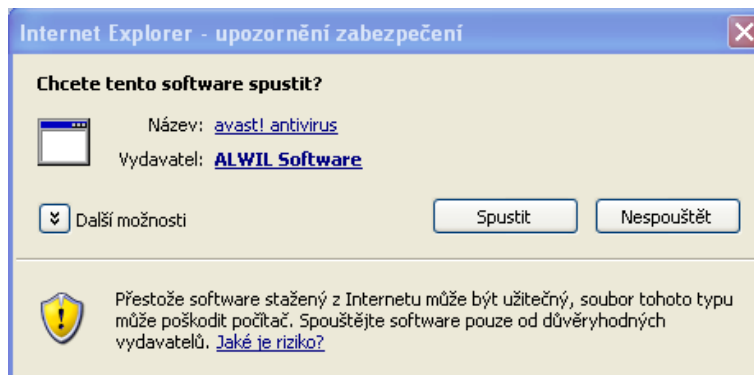 Internet Explorer - upozornění zabezpečení
Chcete tento software spustit?
Název: avast! antivirus
Vydavatel: ALWIL Software
Další možnosti
Spustit
Nespouštět
Přestože software stažený z Internetu může být užitečný, soubor tohoto typu
může poškodit počítač. Spouštějte software pouze od důvěryhodných
vydavatelů. Jaké je riziko?